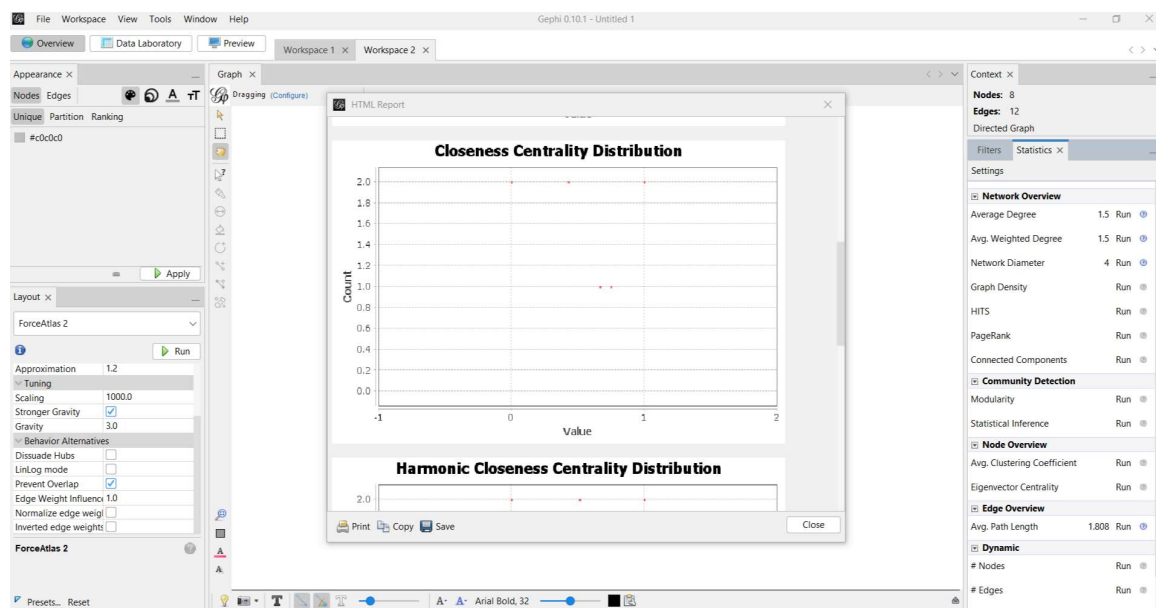 File Workspace View Tools Window Help
Gephi 0.10.1 - Untitled 1
Overview Data Laboratory Preview
Workspace 1 × Workspace 2 ×
Appearance ×
Nodes Edges
Unique Partition Ranking
#c0c0c0
Apply
Layout ×
ForceAtlas 2
Run
Approximation 1.2
Tuning
Scaling 1000.0
Stronger Gravity
Gravity 3.0
Behavior Alternatives
Dissuade Hubs
LinLog mode
Prevent Overlap
Edge Weight Influenc 1.0
Normalize edge weigl
Inverted edge weights
ForceAtlas 2
Presets... Reset
Graph ×
Dragging (Configure)
HTML Report
Closeness Centrality Distribution
2.0
1.8
1.6
1.4
1.2
1.0
0.8
0.6
0.4
0.2
0.0
Count
-1 0 1 2
Value
Harmonic Closeness Centrality Distribution
2.0
Print Copy Save
Close
Arial Bold, 32
Context ×
Nodes: 8
Edges: 12
Directed Graph
Filters Statistics ×
Settings
Network Overview
Average Degree 1.5 Run
Avg. Weighted Degree 1.5 Run
Network Diameter 4 Run
Graph Density Run
HITS Run
PageRank Run
Connected Components Run
Community Detection
Modularity Run
Statistical Inference Run
Node Overview
Avg. Clustering Coefficient Run
Eigenvector Centrality Run
Edge Overview
Avg. Path Length 1.808 Run
Dynamic
# Nodes Run
# Edges Run